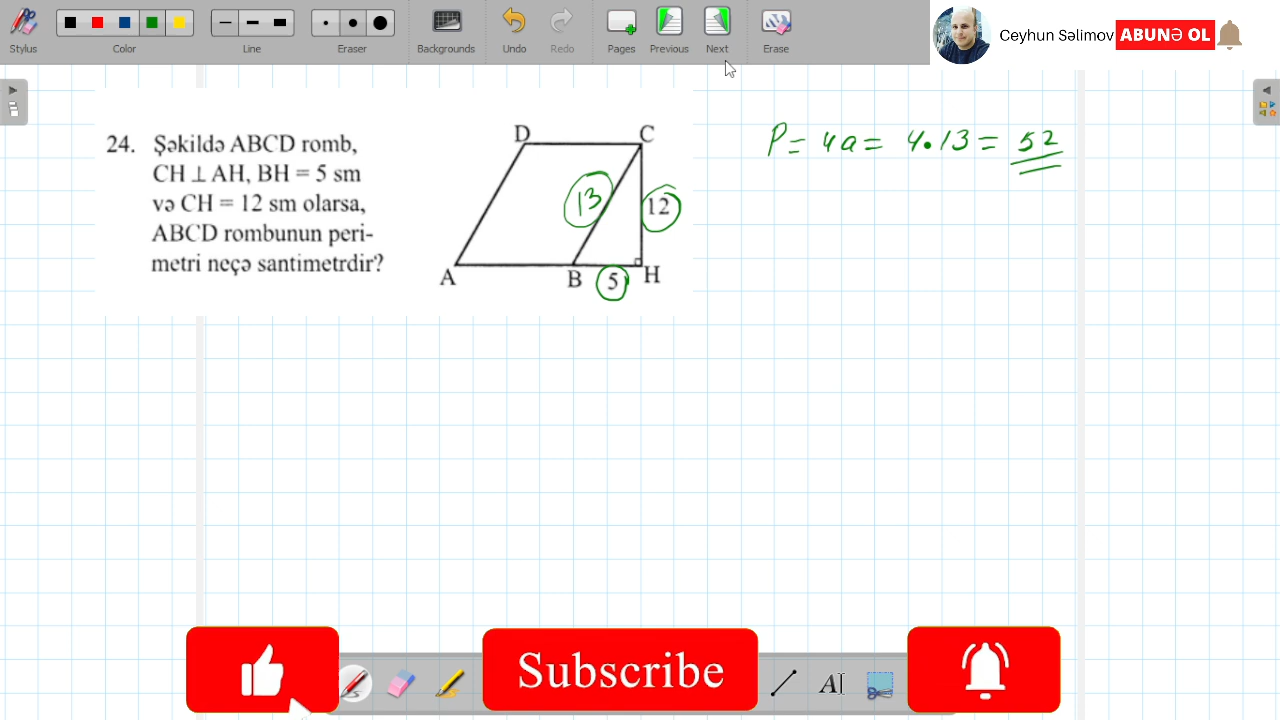 Stylus Color Line Eraser Backgrounds Undo Redo Pages Previous Next Erase
Ceyhun Səlimov ABUNƏ OL
24. Şəkildə ABCD romb,
CH ⊥ AH, BH = 5 sm
və CH = 12 sm olarsa,
ABCD rombunun peri-
metri neçə santimetrdir?
D C
13 12
A B 5 H
P = 4a = 4·13 = 52
Subscribe
A